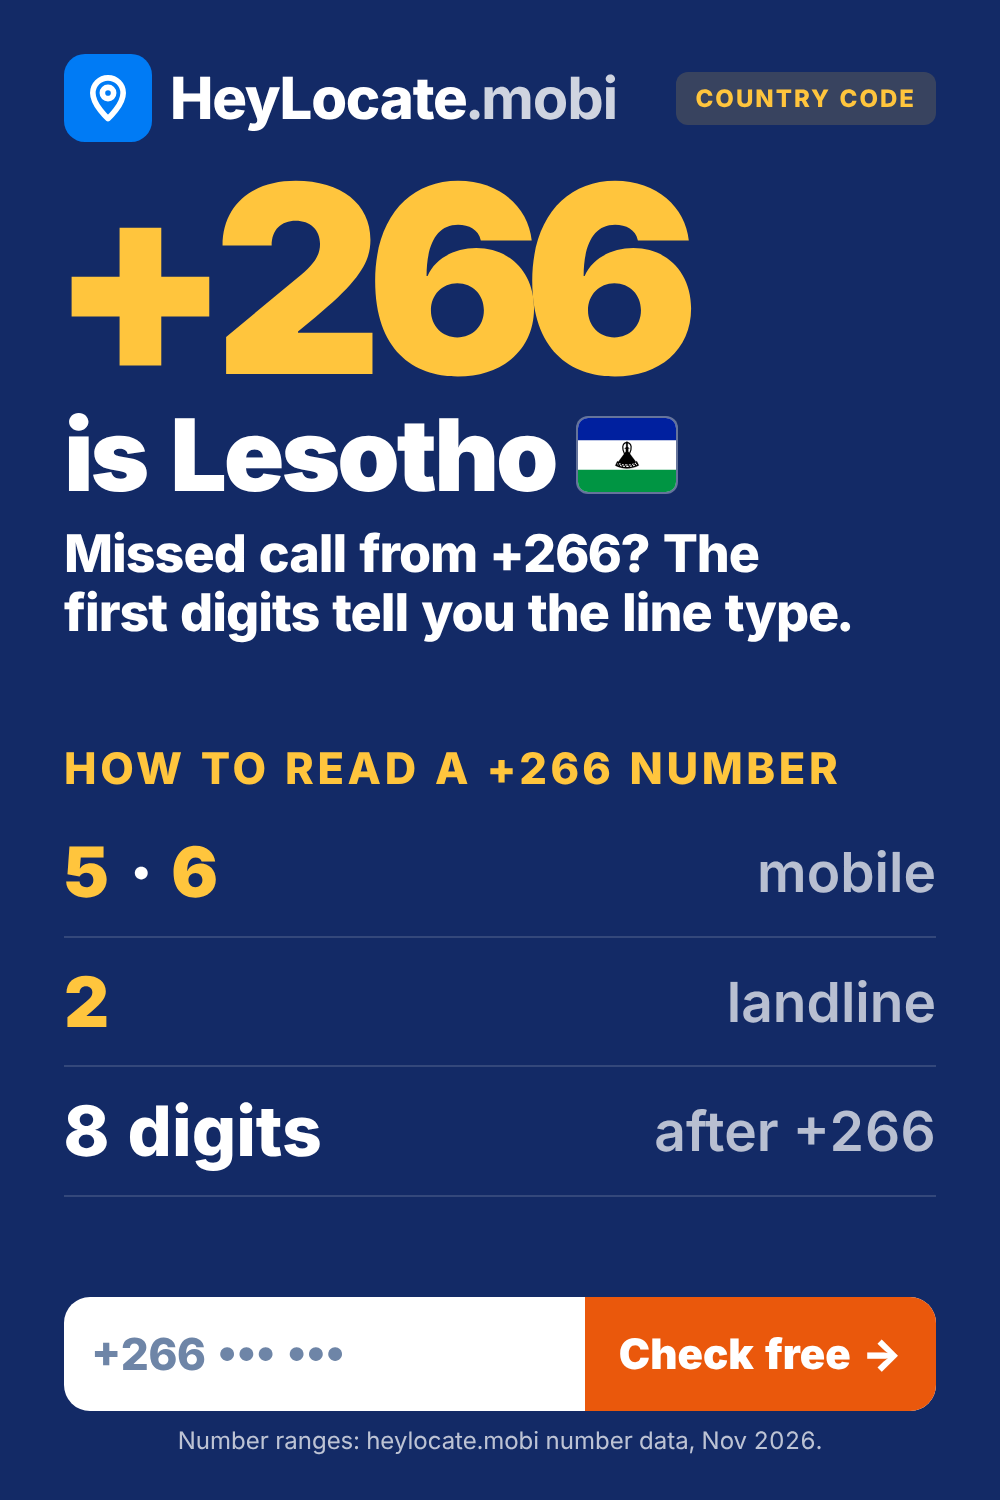 HeyLocate.mobi
COUNTRY CODE
+266
is Lesotho
Missed call from +266? The
first digits tell you the line type.
HOW TO READ A +266 NUMBER
5 · 6 mobile
2 landline
8 digits after +266
+266 ••• •••
Check free →
Number ranges: heylocate.mobi number data, Nov 2026.